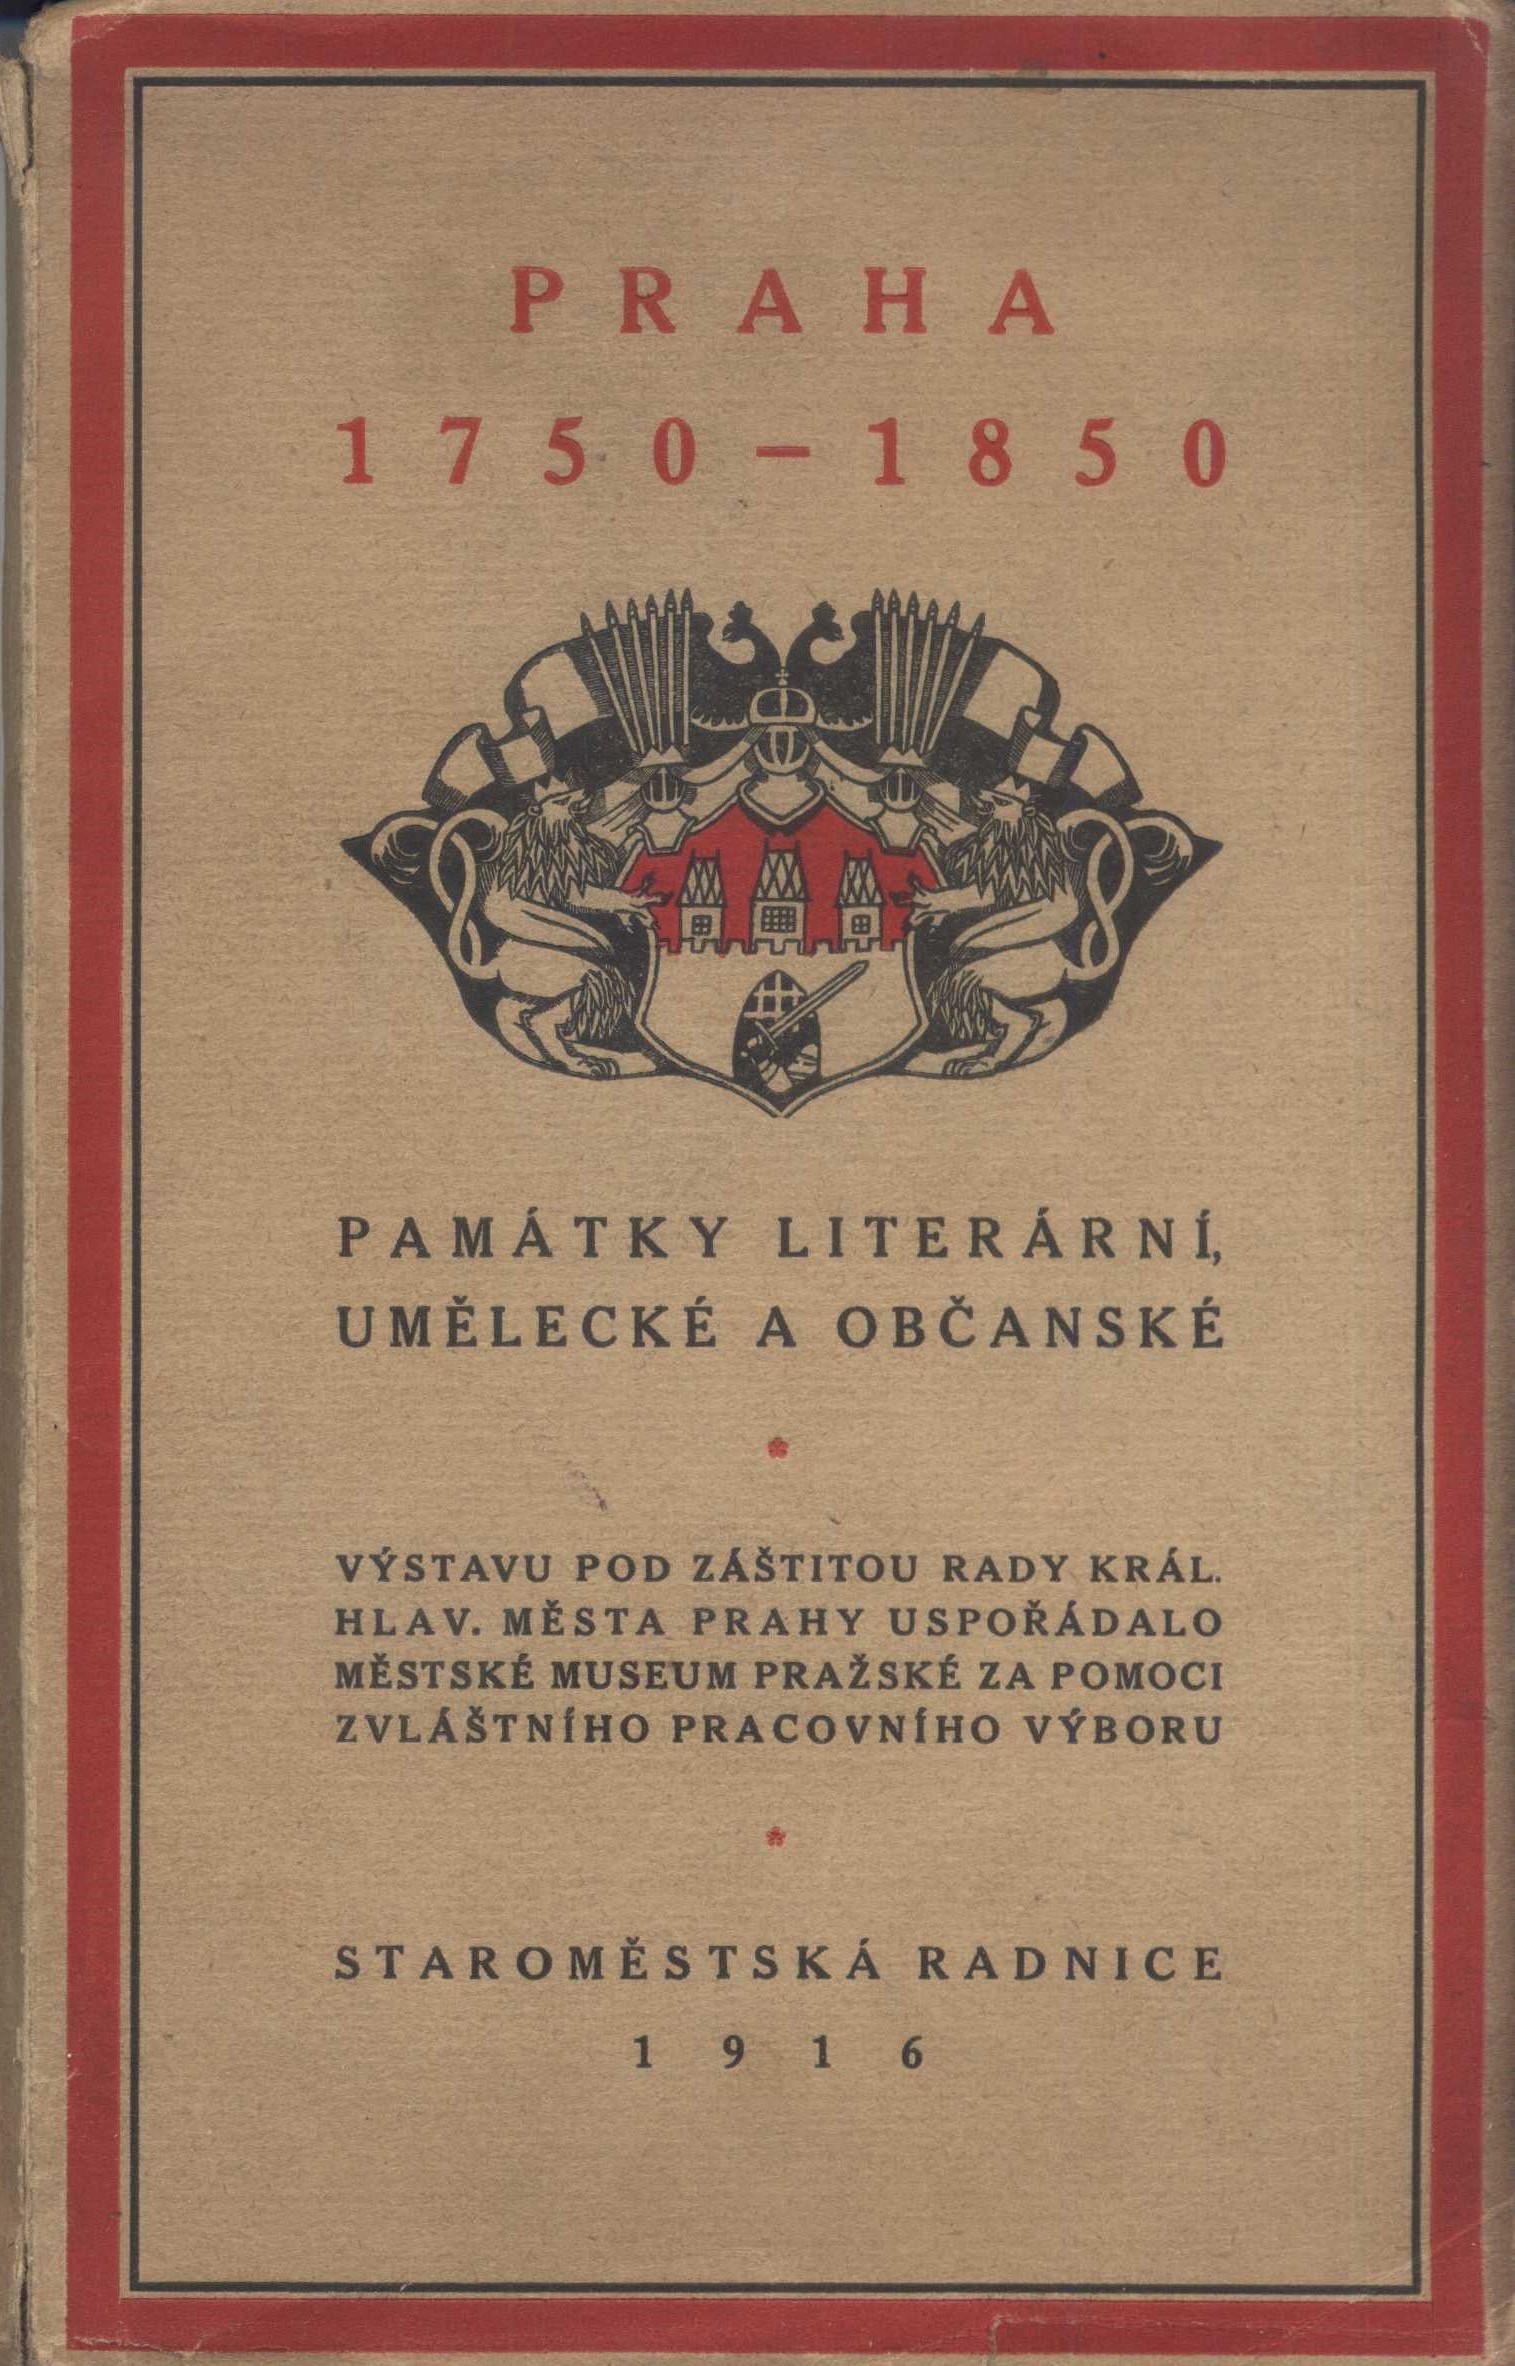 PRAHA
1750–1850
PAMÁTKY LITERÁRNÍ,
UMĚLECKÉ A OBČANSKÉ
VÝSTAVU POD ZÁŠTITOU RADY KRÁL.
HLAV. MĚSTA PRAHY USPOŘÁDALO
MĚSTSKÉ MUSEUM PRAŽSKÉ ZA POMOCI
ZVLÁŠTNÍHO PRACOVNÍHO VÝBORU
STAROMĚSTSKÁ RADNICE
1916